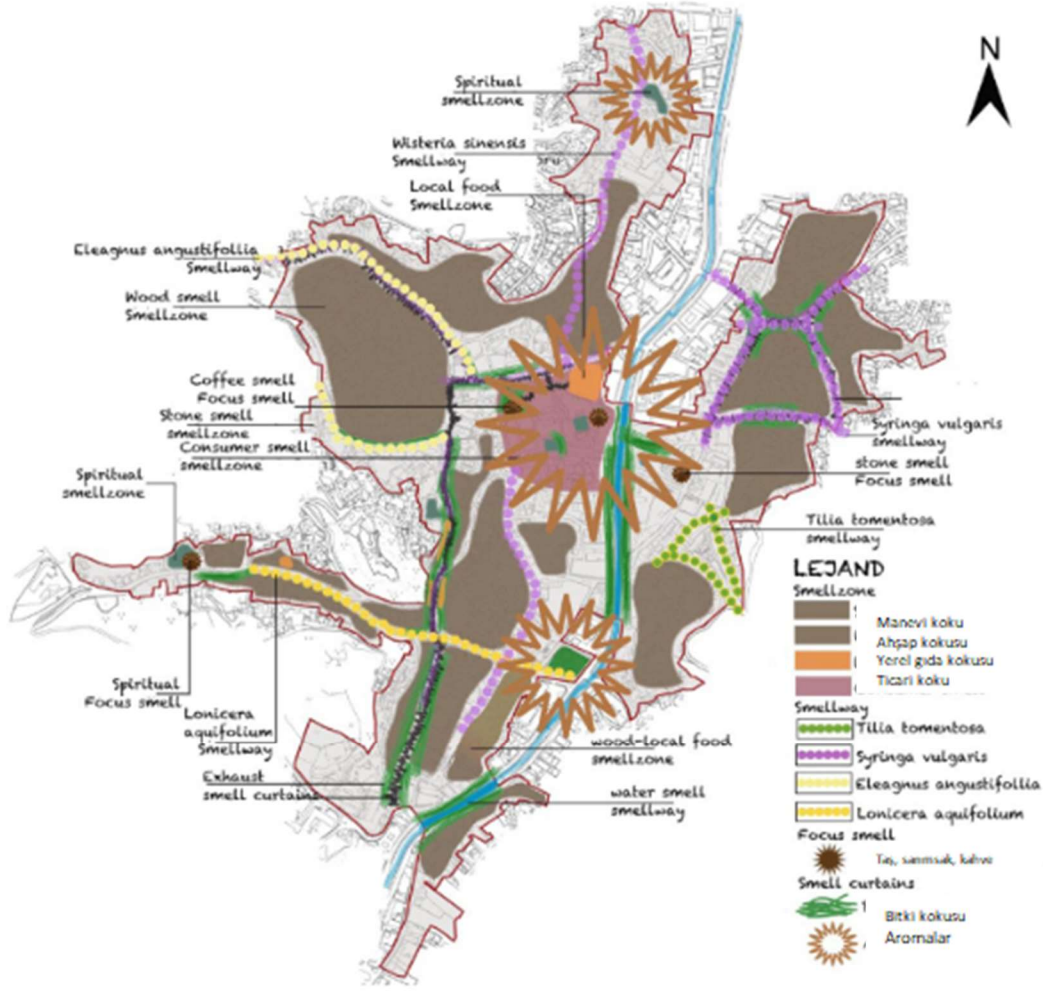 N
Spiritual
smellzone
Wisteria sinensis
Smellway
Local food
Smellzone
Eleagnus angustifollia
Smellway
Wood smell
Smellzone
Coffee smell
Focus smell
Stone smell
smellzone
Consumer smell
smellzone
Spiritual
smellzone
Syringa vulgaris
smellway
stone smell
Focus smell
Tilia tomentosa
smellway
Spiritual
Focus smell
Lonicera
aquifolium
Smellway
Exhaust
smell curtains
wood-local food
smellzone
water smell
smellway
LEJAND
Smellzone
Manevi koku
Ahşap kokusu
Yerel gıda kokusu
Ticari koku
Smellway
Tilia tomentosa
Syringa vulgaris
Eleagnus angustifollia
Lonicera aquifolium
Focus smell
Taş, sarımsak, kahve
Smell curtains
Bitki kokusu
Aromalar